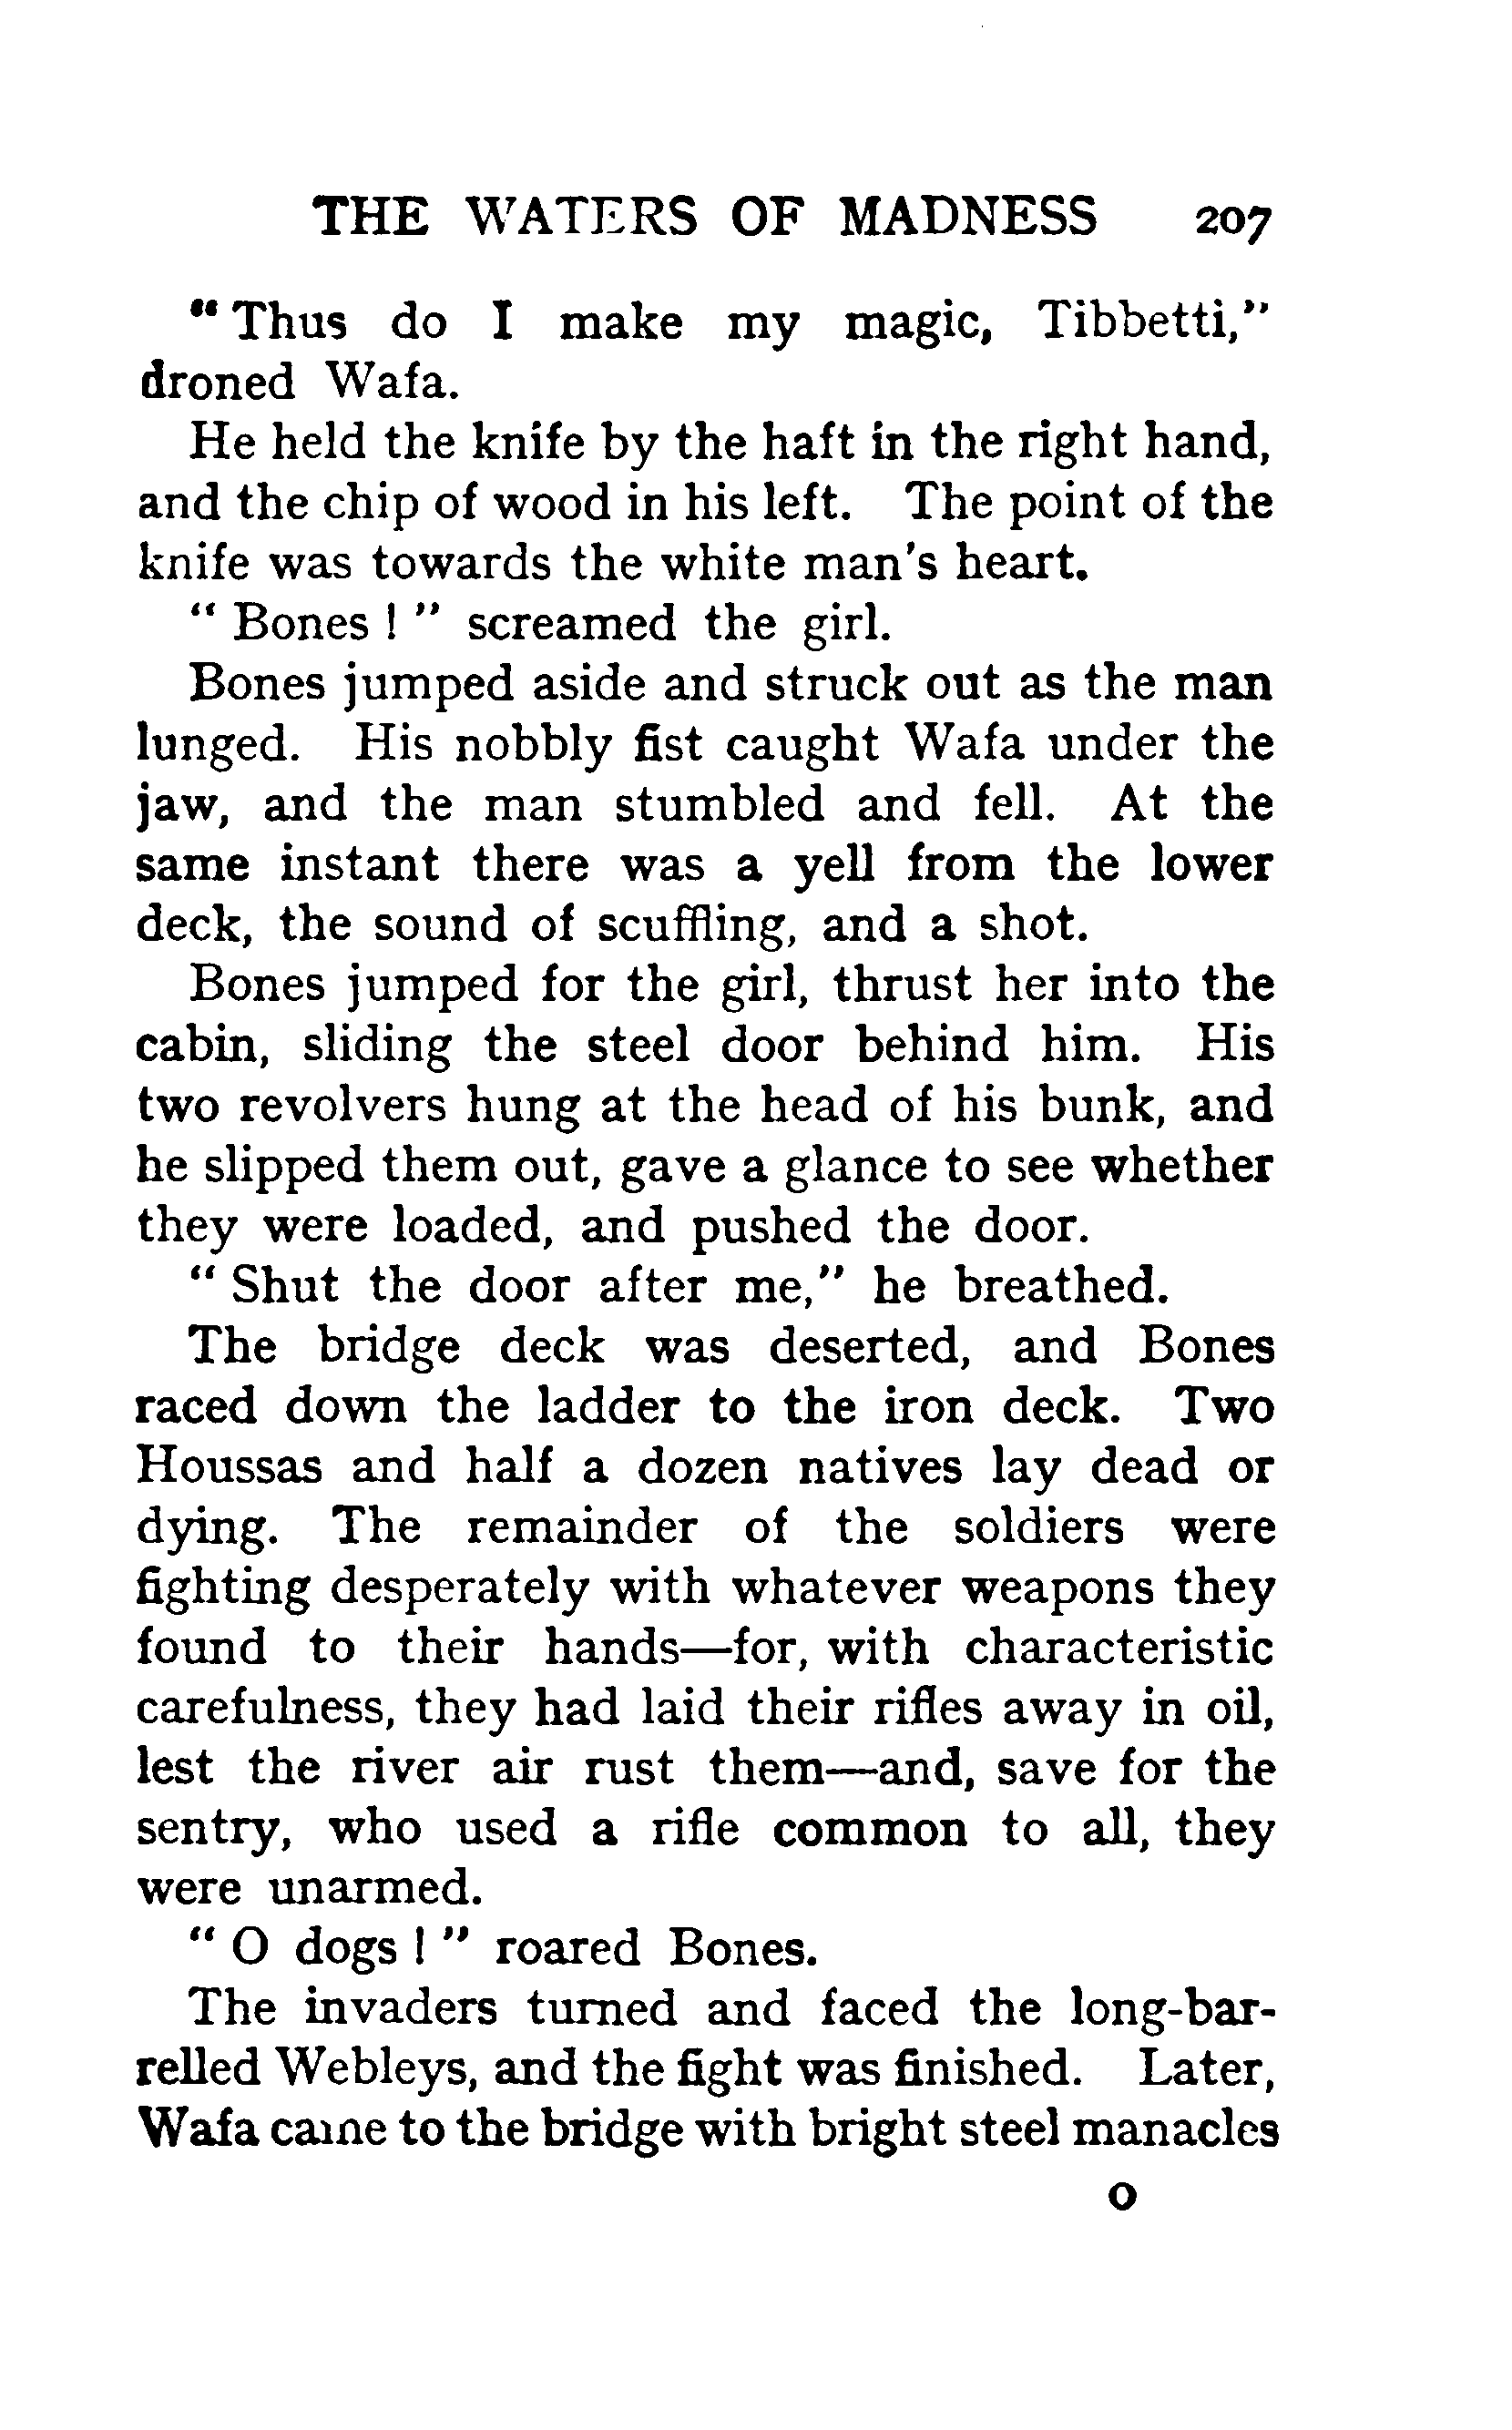 THE WATERS OF MADNESS 207
" Thus do I make my magic, Tibbetti,"
droned Wafa.
He held the knife by the haft in the right hand,
and the chip of wood in his left. The point of the
knife was towards the white man's heart.
" Bones ! " screamed the girl.
Bones jumped aside and struck out as the man
lunged. His nobbly fist caught Wafa under the
jaw, and the man stumbled and fell. At the
same instant there was a yell from the lower
deck, the sound of scuffling, and a shot.
Bones jumped for the girl, thrust her into the
cabin, sliding the steel door behind him. His
two revolvers hung at the head of his bunk, and
he slipped them out, gave a glance to see whether
they were loaded, and pushed the door.
" Shut the door after me," he breathed.
The bridge deck was deserted, and Bones
raced down the ladder to the iron deck. Two
Houssas and half a dozen natives lay dead or
dying. The remainder of the soldiers were
fighting desperately with whatever weapons they
found to their hands—for, with characteristic
carefulness, they had laid their rifles away in oil,
lest the river air rust them—and, save for the
sentry, who used a rifle common to all, they
were unarmed.
" O dogs ! " roared Bones.
The invaders turned and faced the long-bar-
relled Webleys, and the fight was finished. Later,
Wafa came to the bridge with bright steel manacles
O